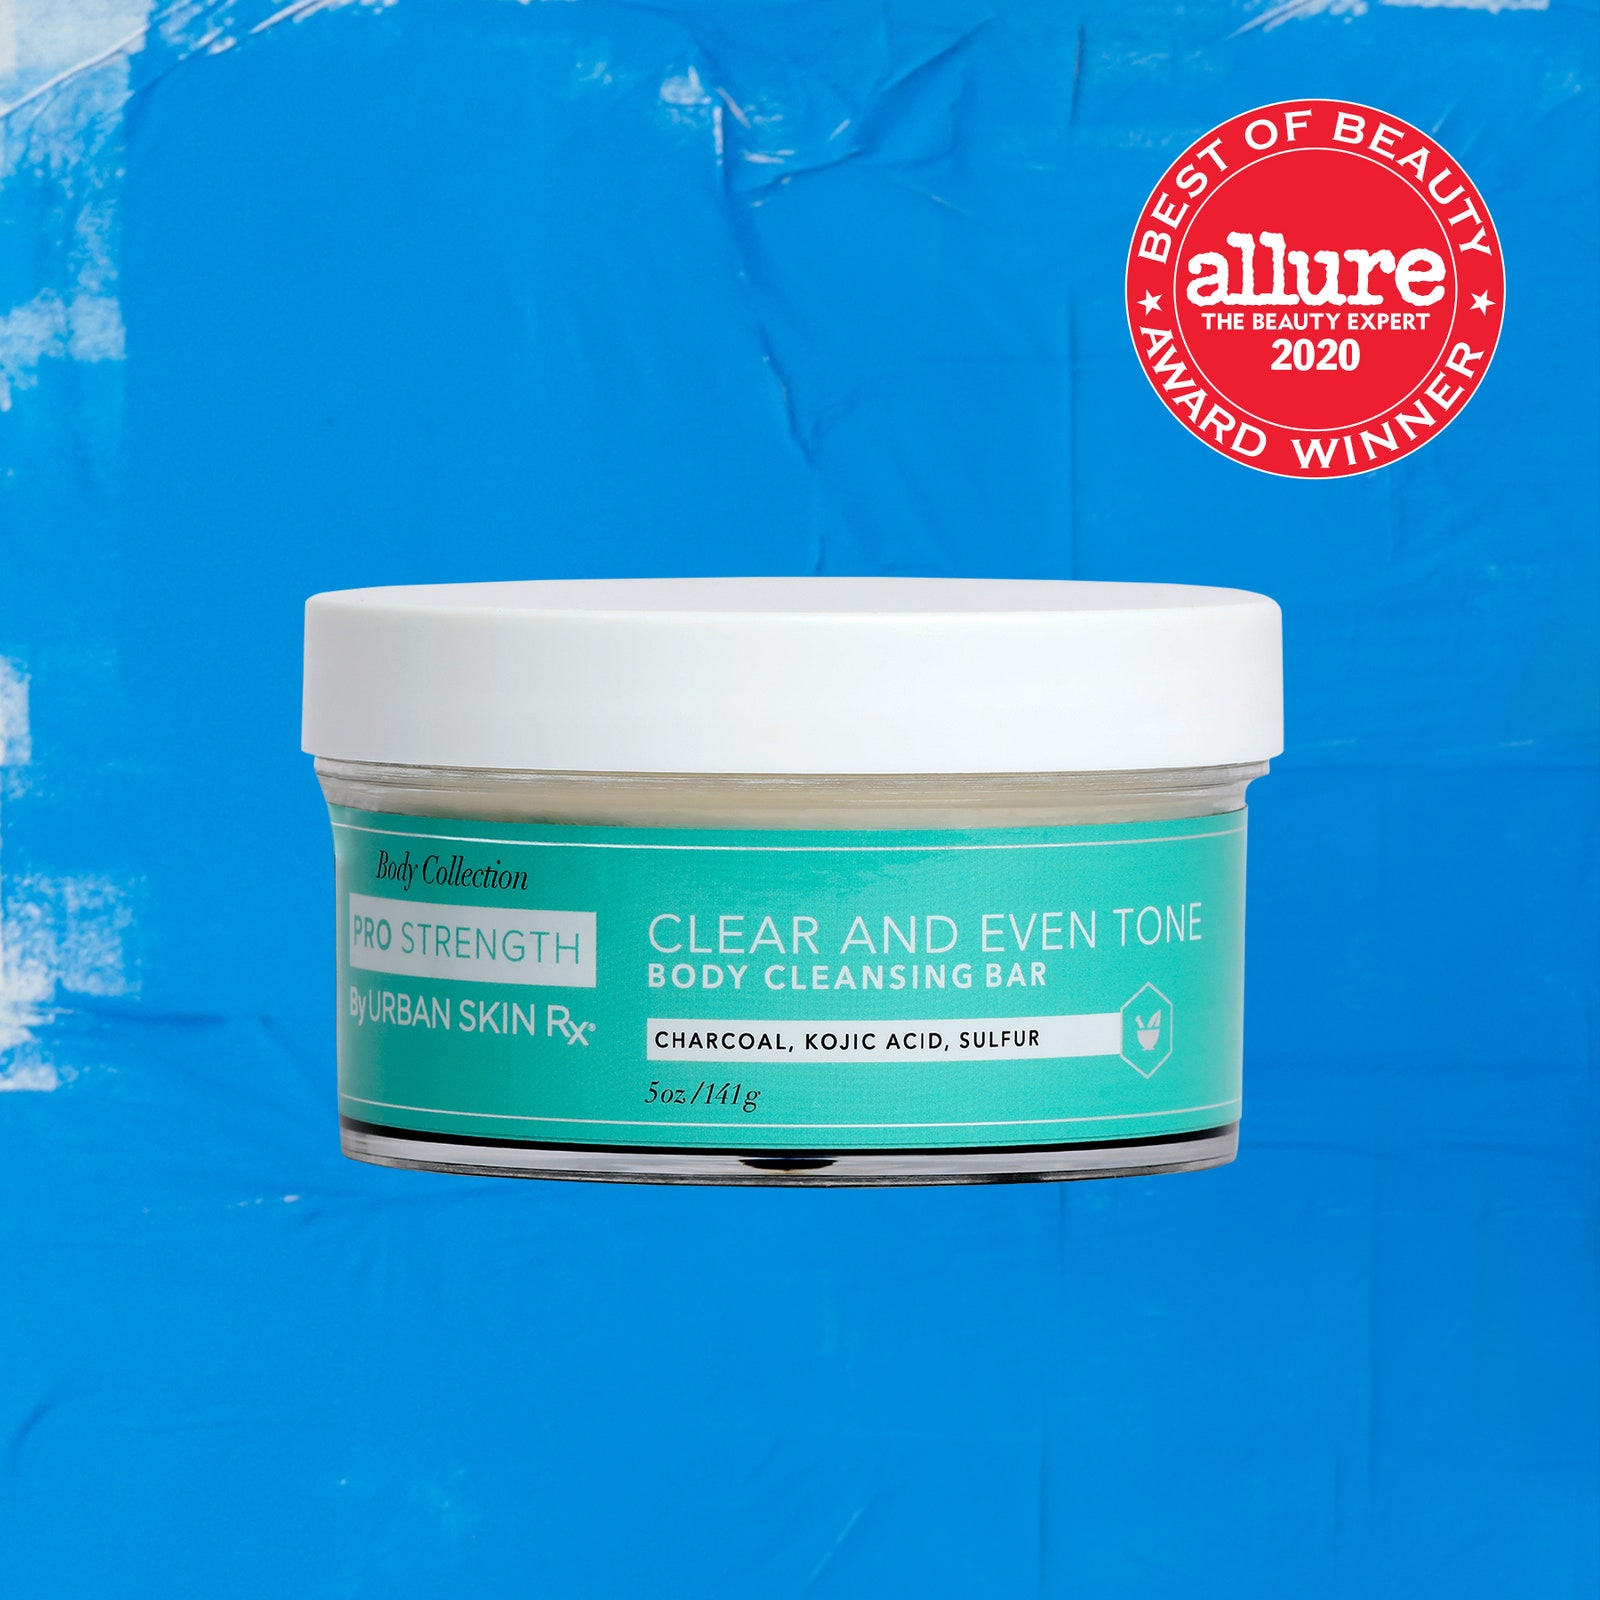 BEST OF BEAUTY
allure
THE BEAUTY EXPERT
2020
AWARD WINNER
Body Collection
PRO STRENGTH
By URBAN SKIN Rx®
CLEAR AND EVEN TONE
BODY CLEANSING BAR
CHARCOAL, KOJIC ACID, SULFUR
5oz/141g